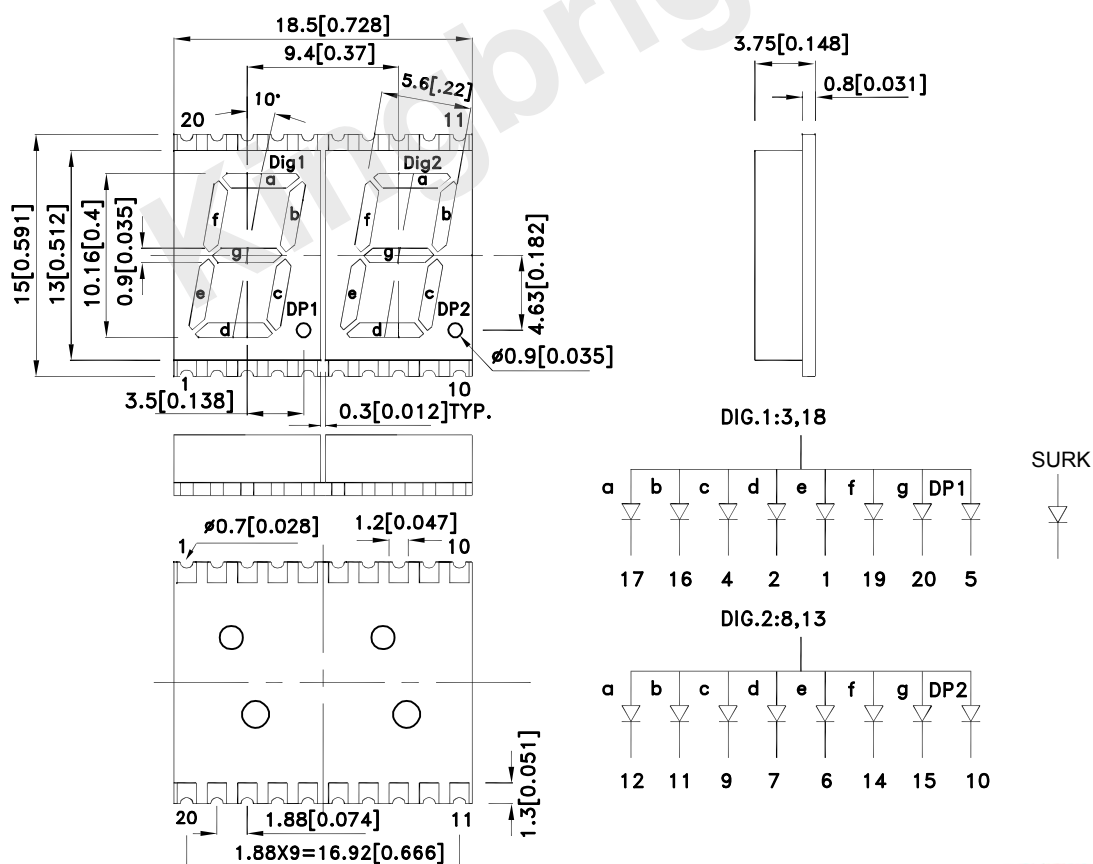 Kingbrig
18.5[0.728]
9.4[0.37]
5.6[.22]
10°
20
11
Dig1
Dig2
a
b
f
g
e
c
d
DP1
a
b
f
g
e
c
d
DP2
15[0.591]
13[0.512]
10.16[0.4]
0.9[0.035]
4.63[0.182]
ø0.9[0.035]
1
10
3.5[0.138]
0.3[0.012]TYP.
3.75[0.148]
0.8[0.031]
ø0.7[0.028]
1.2[0.047]
1
10
20
11
1.88[0.074]
1.88X9=16.92[0.666]
1.3[0.051]
DIG.1:3,18
a b c d e f g DP1
17 16 4 2 1 19 20 5
SURK
DIG.2:8,13
a b c d e f g DP2
12 11 9 7 6 14 15 10